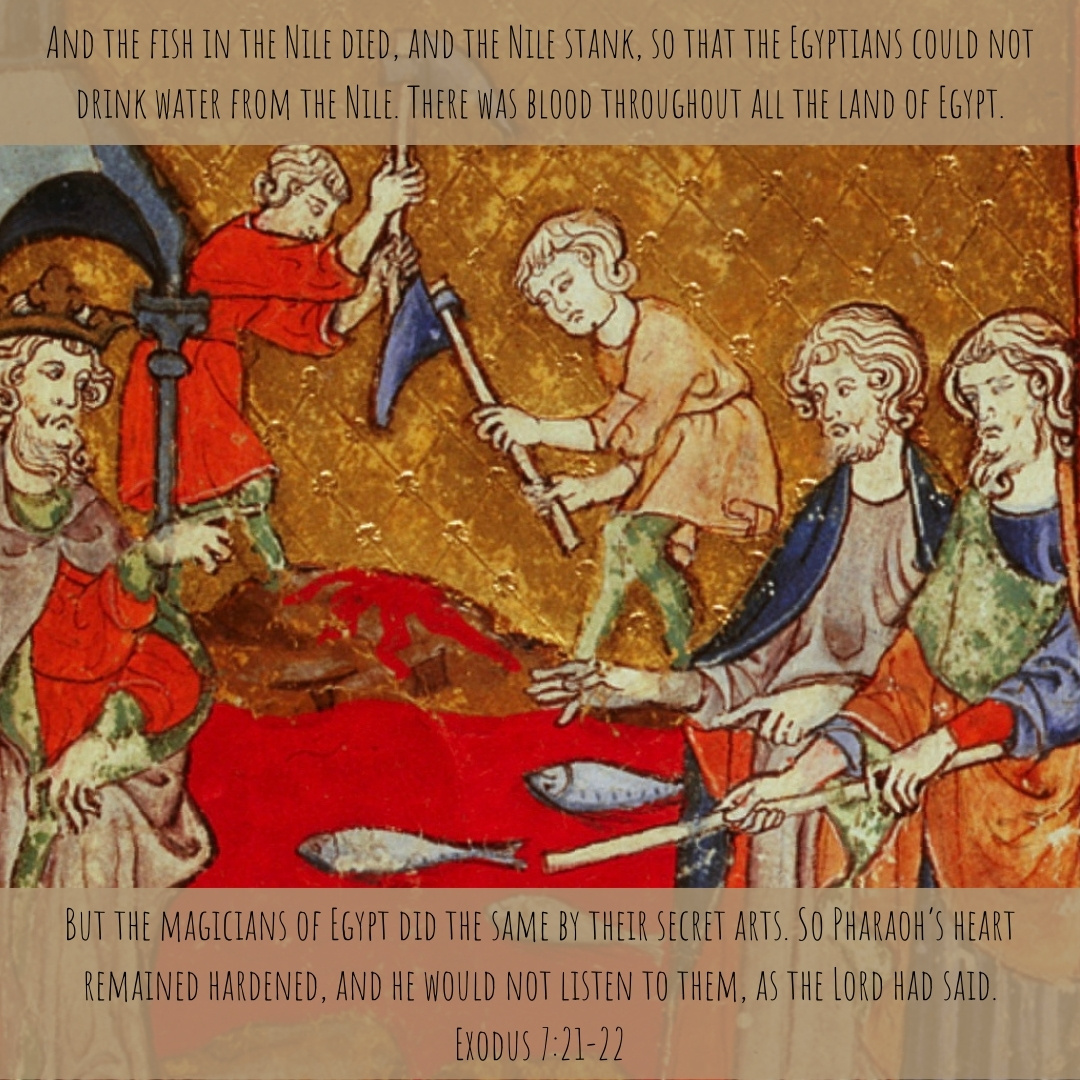 And the fish in the Nile died, and the Nile stank, so that the Egyptians could not
drink water from the Nile. There was blood throughout all the land of Egypt.
But the magicians of Egypt did the same by their secret arts. So Pharaoh’s heart
remained hardened, and he would not listen to them, as the Lord had said.
Exodus 7:21-22